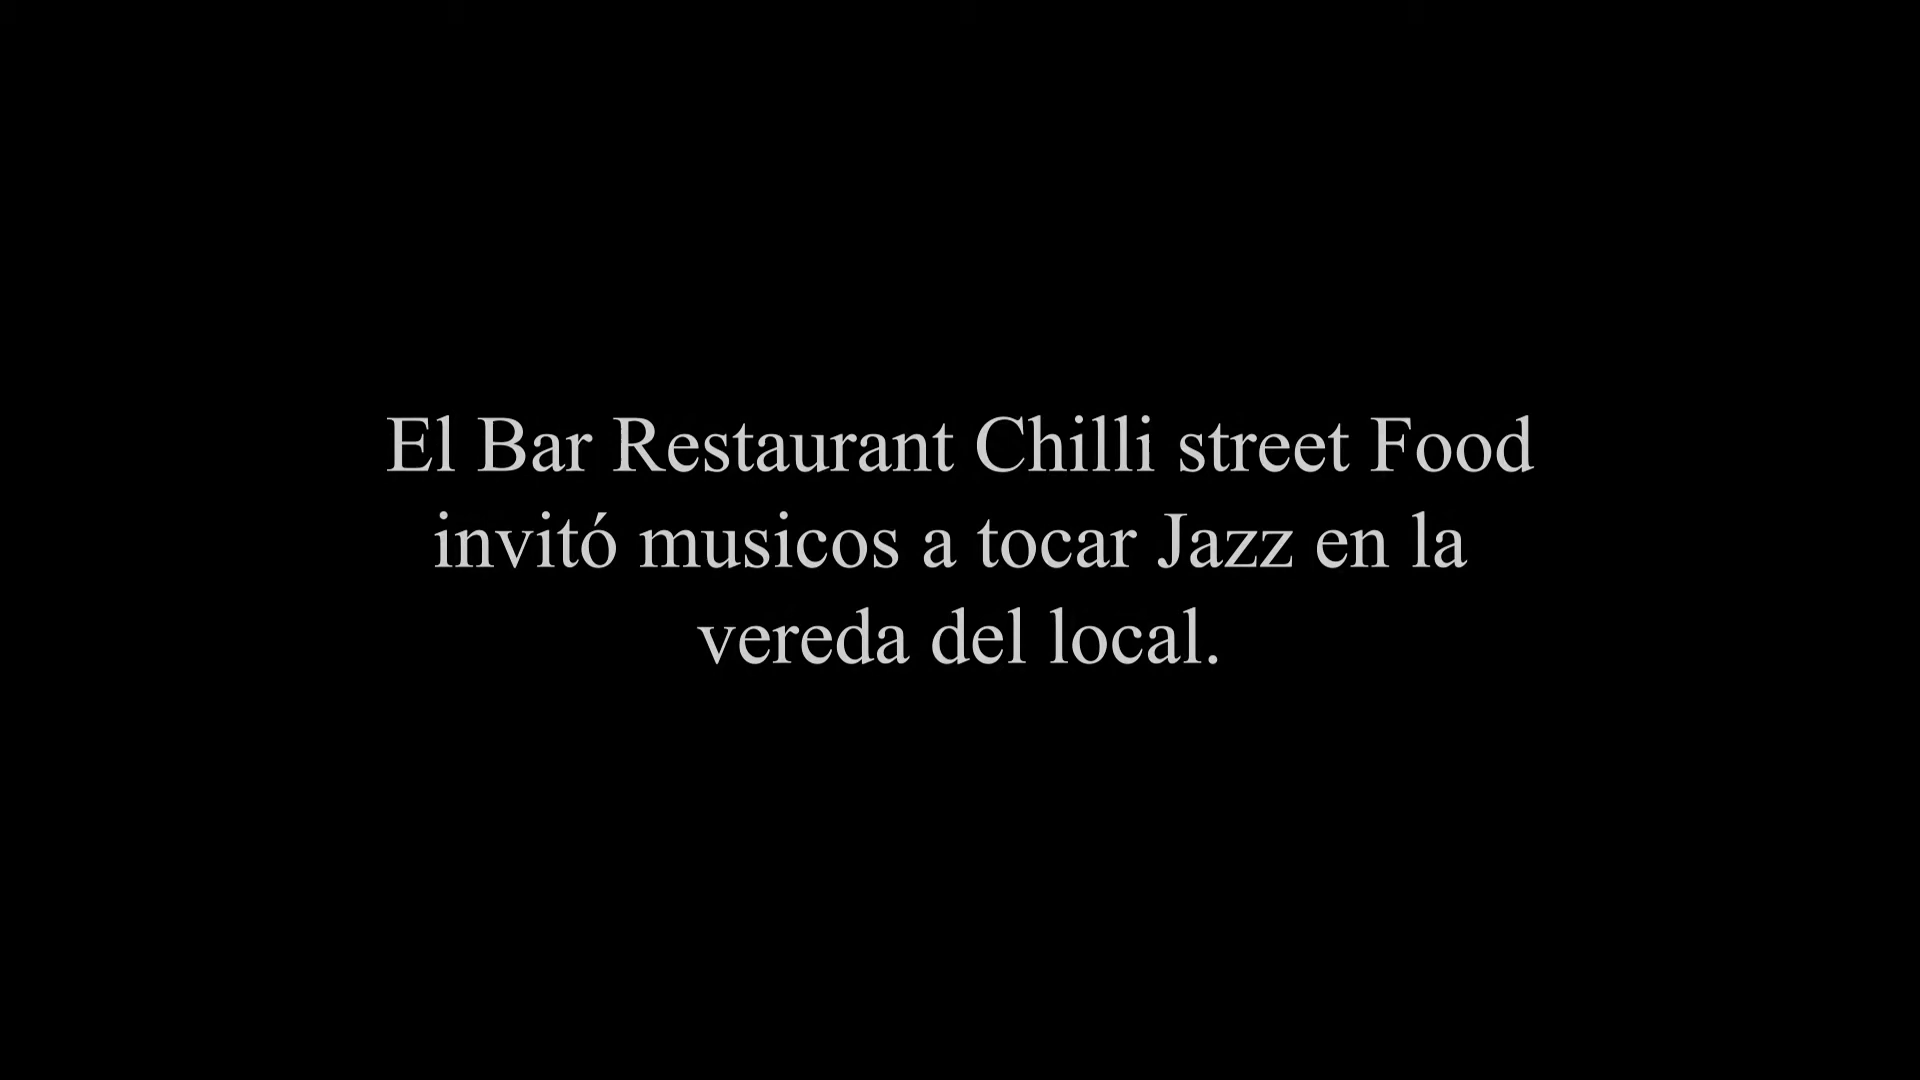 El Bar Restaurant Chilli street Food
invitó musicos a tocar Jazz en la
vereda del local.